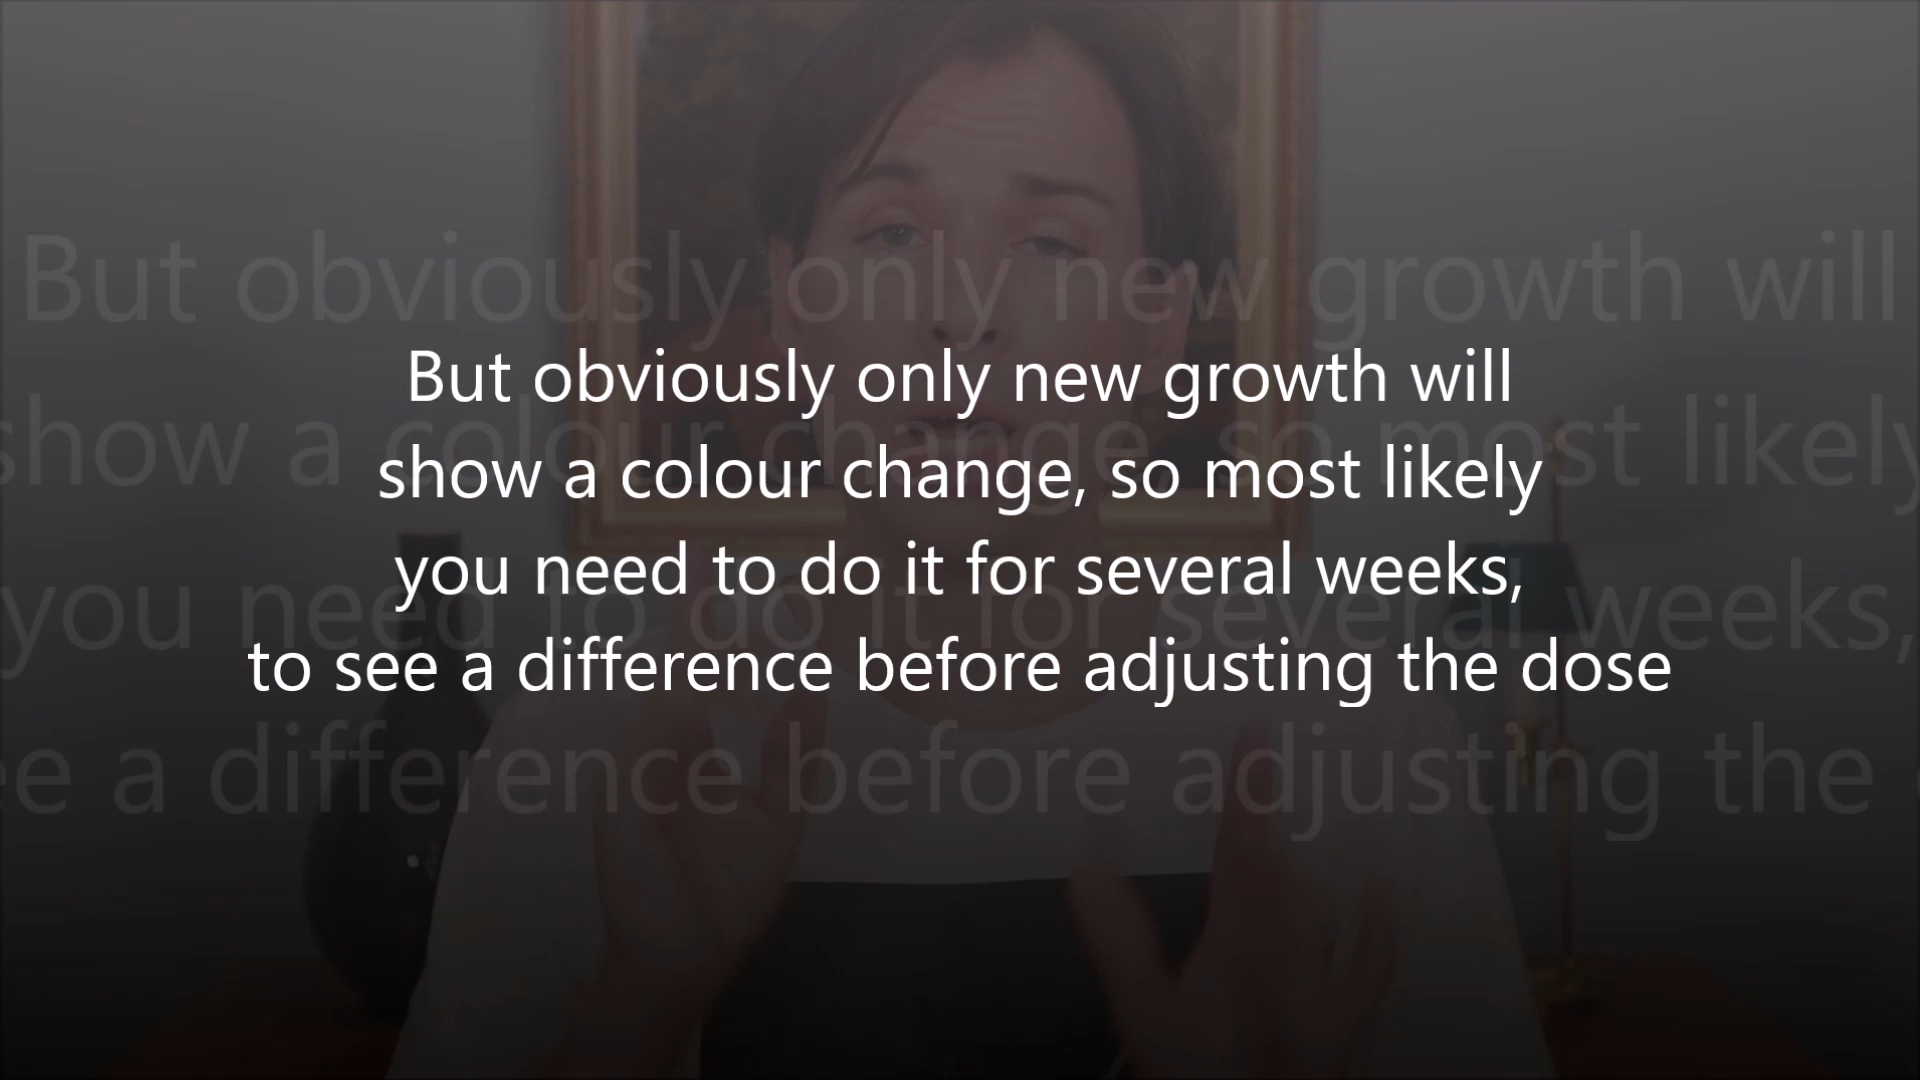 But obviously only new growth will
show a colour change, so most likely
you need to do it for several weeks,
to see a difference before adjusting the dose